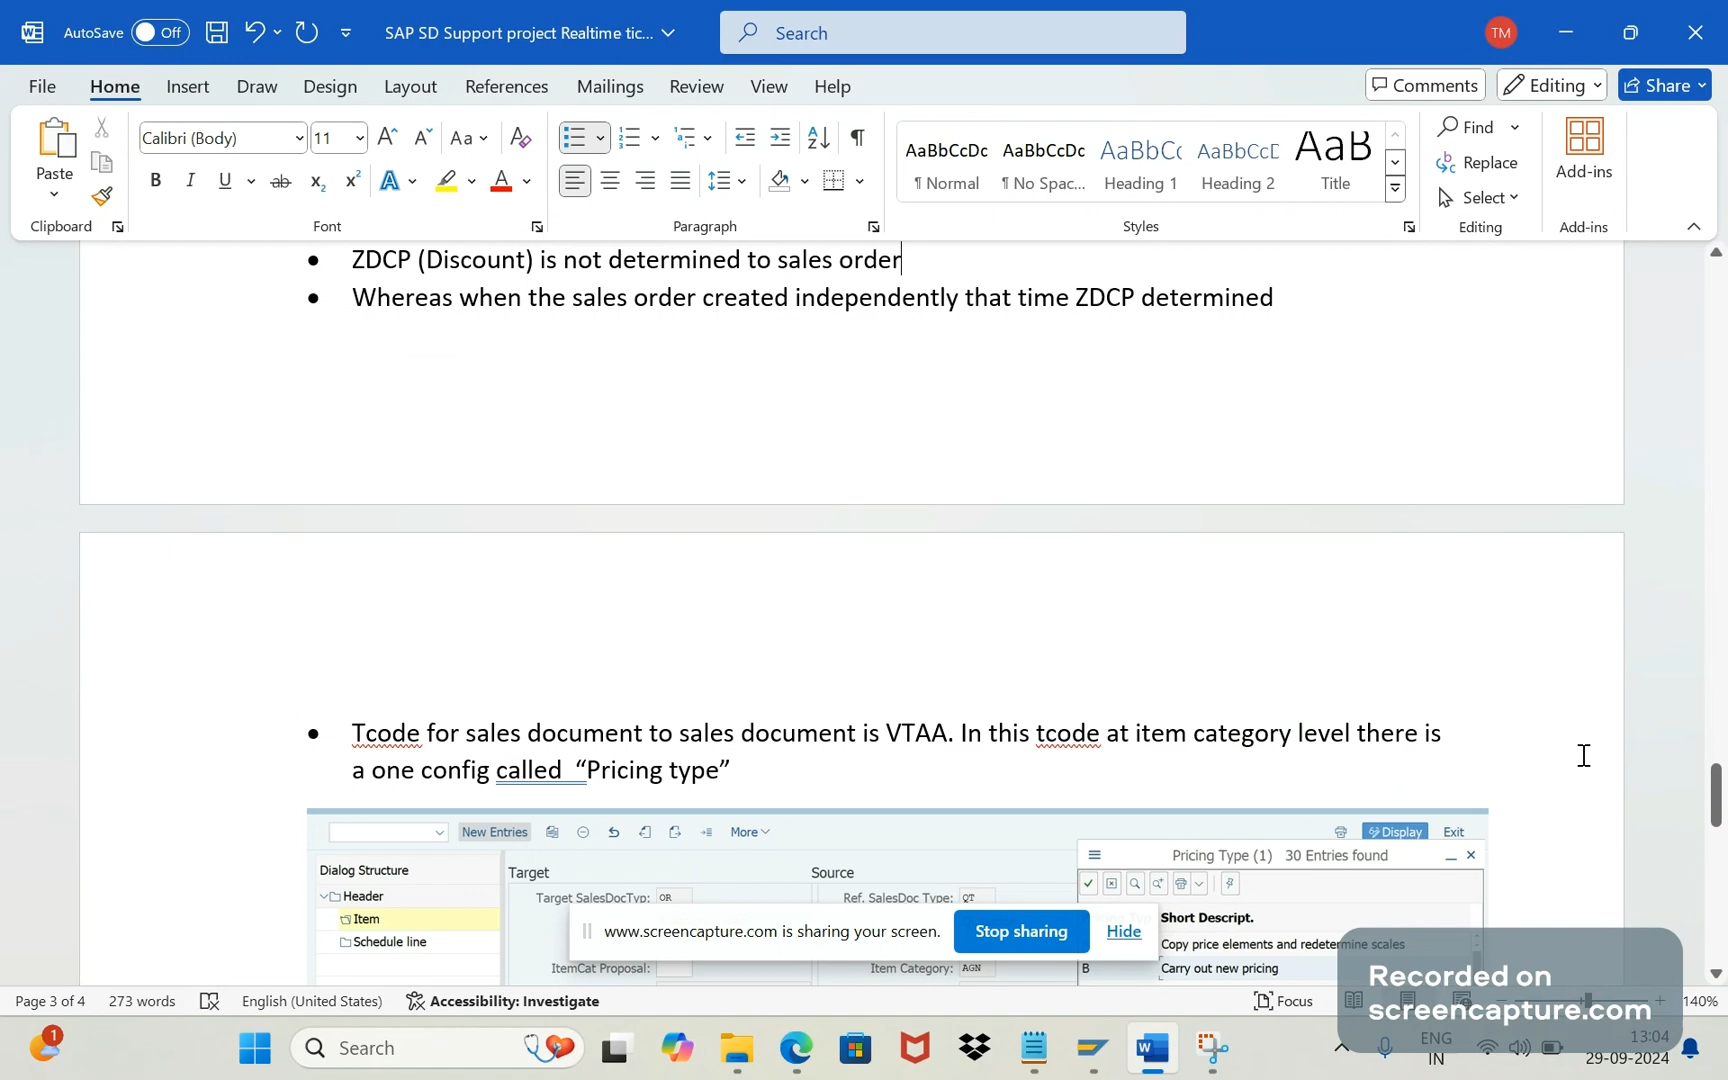 AutoSave Off SAP SD Support project Realtime tic... Search TM
File Home Insert Draw Design Layout References Mailings Review View Help Comments Editing Share
Calibri (Body) 11 Aa
Paste
AaBbCcDc AaBbCcDc AaBbCc AaBbCcD AaB
¶ Normal ¶ No Spac... Heading 1 Heading 2 Title
Find
Replace
Select
Add-ins
Clipboard Font Paragraph Styles Editing Add-ins
• ZDCP (Discount) is not determined to sales order
• Whereas when the sales order created independently that time ZDCP determined
• Tcode for sales document to sales document is VTAA. In this tcode at item category level there is
a one config called “Pricing type”
New Entries More Display Exit
Dialog Structure Target Source Pricing Type (1) 30 Entries found
Header
Target SalesDocTyp: OR Ref. SalesDoc Type: QT
Item
Schedule line
Short Descript.
Copy price elements and redetermine scales
ItemCat Proposal: Item Category: AGN B Carry out new pricing
www.screencapture.com is sharing your screen. Stop sharing Hide
Recorded on
screencapture.com
Page 3 of 4 273 words English (United States) Accessibility: Investigate Focus 140%
1 Search ENG
IN
13:04
29-09-2024